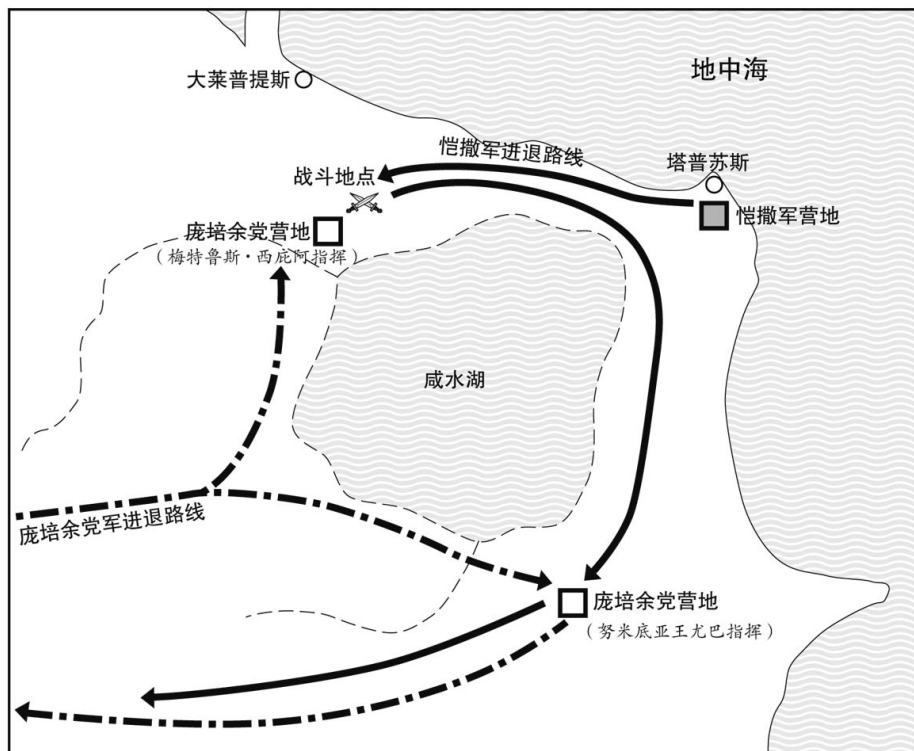 地中海
大莱普提斯
恺撒军进退路线
塔普苏斯
战斗地点
恺撒军营地
庞培余党营地
（梅特鲁斯·西庇阿指挥）
咸水湖
庞培余党军进退路线
庞培余党营地
（努米底亚王尤巴指挥）